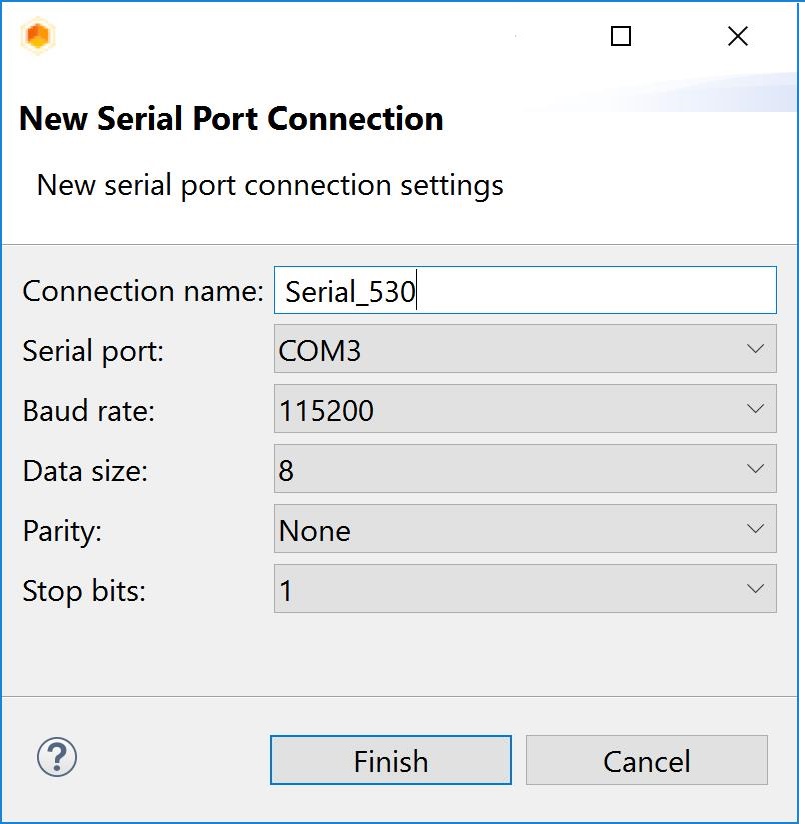 New Serial Port Connection
New serial port connection settings
Connection name: Serial_530
Serial port: COM3
Baud rate: 115200
Data size: 8
Parity: None
Stop bits: 1
? Finish Cancel